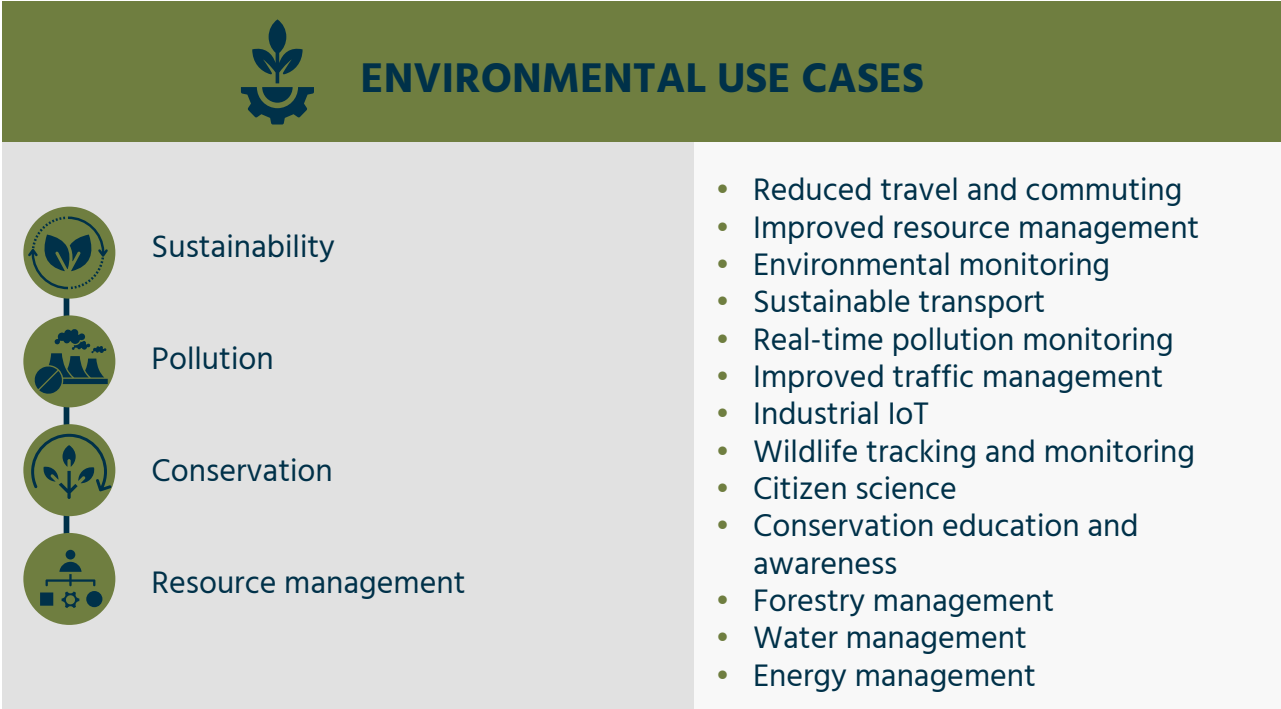 ENVIRONMENTAL USE CASES
Sustainability
Pollution
Conservation
Resource management
• Reduced travel and commuting
• Improved resource management
• Environmental monitoring
• Sustainable transport
• Real-time pollution monitoring
• Improved traffic management
• Industrial IoT
• Wildlife tracking and monitoring
• Citizen science
• Conservation education and
awareness
• Forestry management
• Water management
• Energy management